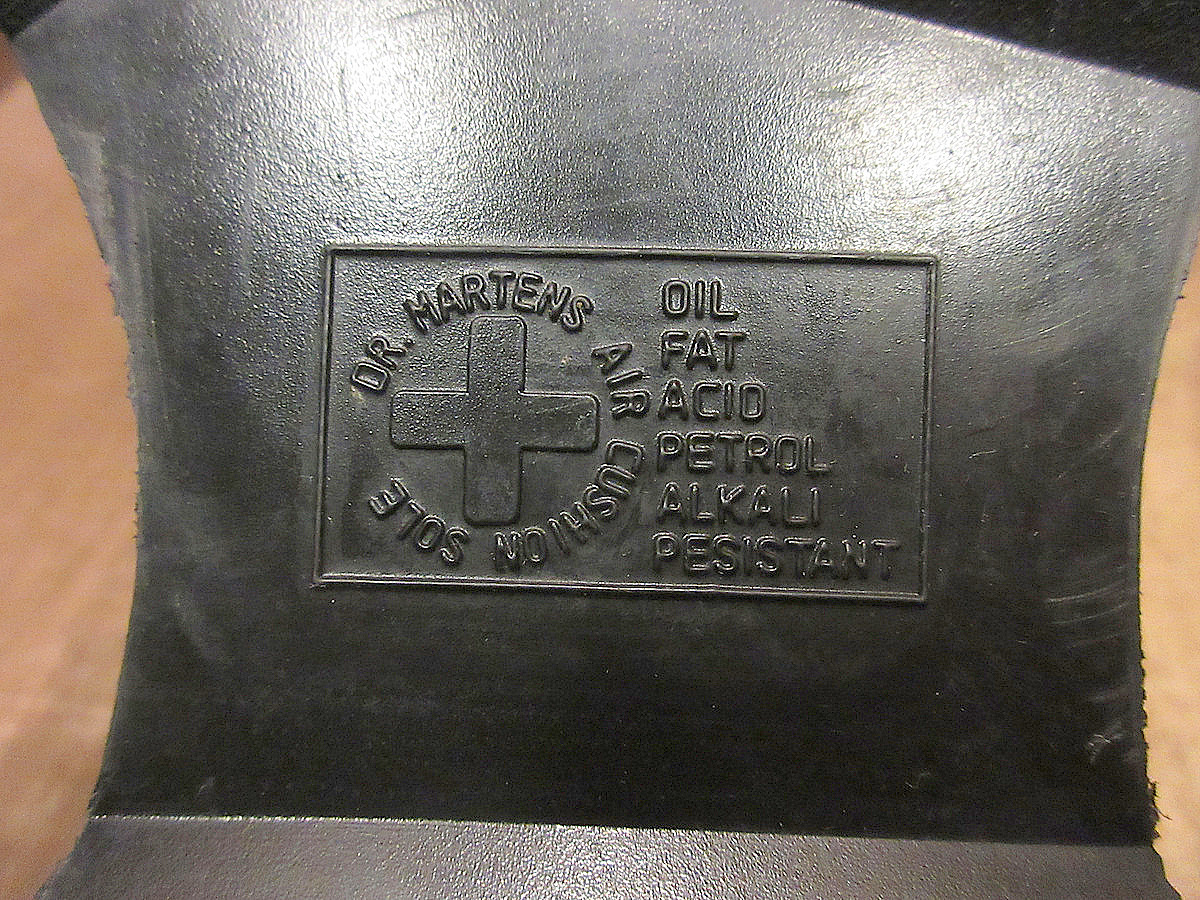 DR. MARTENS AIR CUSHION SOLE
OIL
FAT
ACID
PETROL
ALKALI
PESISTANT